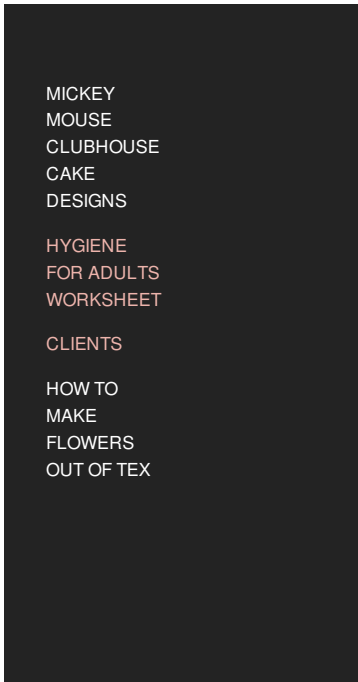 MICKEY
MOUSE
CLUBHOUSE
CAKE
DESIGNS
HYGIENE
FOR ADULTS
WORKSHEET
CLIENTS
HOW TO
MAKE
FLOWERS
OUT OF TEX